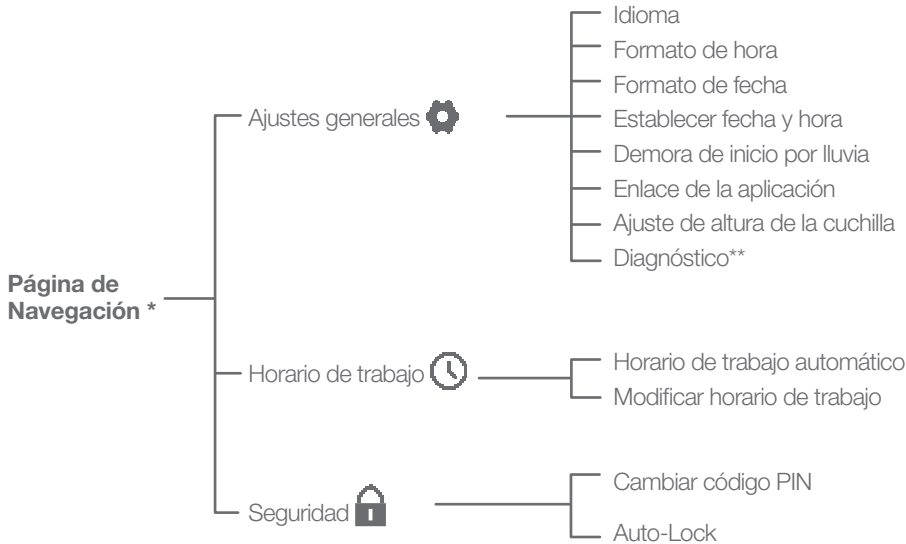 Idioma
Formato de hora
Formato de fecha
Ajustes generales
Establecer fecha y hora
Demora de inicio por lluvia
Enlace de la aplicación
Ajuste de altura de la cuchilla
Diagnóstico**
Página de
Navegación *
Horario de trabajo
Horario de trabajo automático
Modificar horario de trabajo
Seguridad
Cambiar código PIN
Auto-Lock